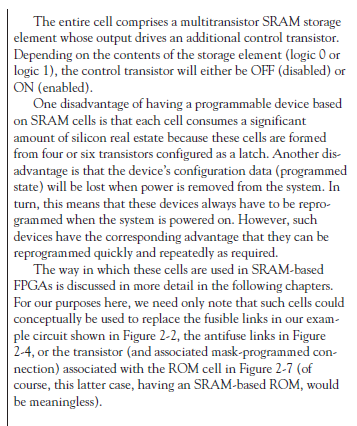 The entire cell comprises a multitransistor SRAM storage
element whose output drives an additional control transistor.
Depending on the contents of the storage element (logic 0 or
logic 1), the control transistor will either be OFF (disabled) or
ON (enabled).
One disadvantage of having a programmable device based
on SRAM cells is that each cell consumes a significant
amount of silicon real estate because these cells are formed
from four or six transistors configured as a latch. Another dis-
advantage is that the device's configuration data (programmed
state) will be lost when power is removed from the system. In
turn, this means that these devices always have to be repro-
grammed when the system is powered on. However, such
devices have the corresponding advantage that they can be
reprogrammed quickly and repeatedly as required.
The way in which these cells are used in SRAM-based
FPGAs is discussed in more detail in the following chapters.
For our purposes here, we need only note that such cells could
conceptually be used to replace the fusible links in our exam-
ple circuit shown in Figure 2-2, the antifuse links in Figure
2-4, or the transistor (and associated mask-programmed con-
nection) associated with the ROM cell in Figure 2-7 (of
course, this latter case, having an SRAM-based ROM, would
be meaningless).